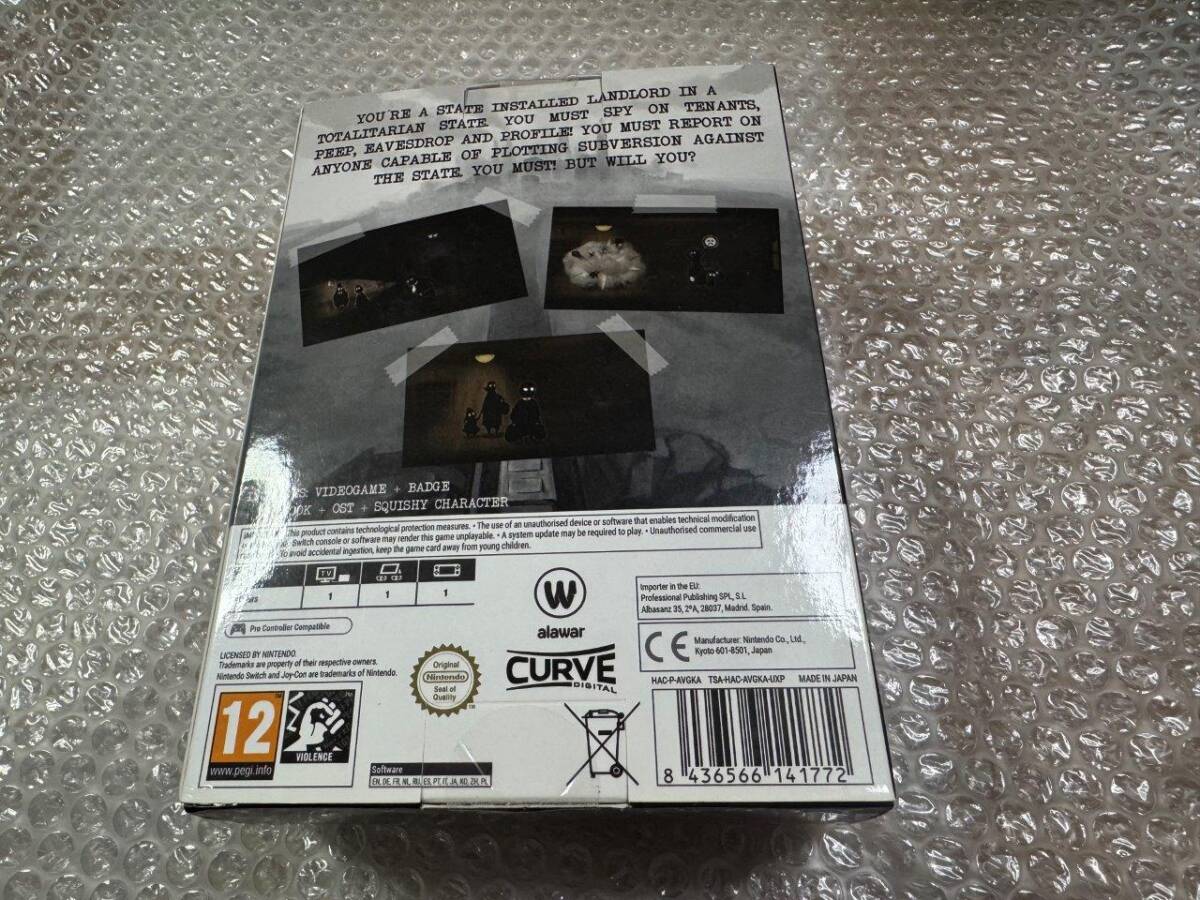 YOU'RE A STATE INSTALLED LANDLORD IN A
TOTALITARIAN STATE. YOU MUST SPY ON TENANTS,
PEEP, EAVESDROP AND PROFILE! YOU MUST REPORT ON
ANYONE CAPABLE OF PLOTTING SUBVERSION AGAINST
THE STATE. YOU MUST! BUT WILL YOU?
VIDEOGAME + BADGE
+ OST + SQUISHY CHARACTER
This product contains technological protection measures. • The use of an unauthorised device or software that enables technical modification
Switch console or software may render this game unplayable. • A system update may be required to play. • Unauthorised commercial use
To avoid accidental ingestion, keep the game card away from young children.
TV
1
1
1
Pro Controller Compatible
LICENSED BY NINTENDO.
Trademarks are property of their respective owners.
Nintendo Switch and Joy-Con are trademarks of Nintendo.
12
www.pegi.info
VIOLENCE
Software
EN, DE, FR, NL, RU, ES, PT, IT, JA, KO, ZH, PL
Original
Nintendo
Seal of
Quality
W
alawar
CURVE
DIGITAL
Importer in the EU:
Professional Publishing SPL, S.L
Albasanz 35, 2ºA, 28037, Madrid. Spain.
CE
Manufacturer: Nintendo Co., Ltd.,
Kyoto 601-8501, Japan
HAC-P-AVGKA TSA-HAC-AVGKA-UXP MADE IN JAPAN
8 436566 141772